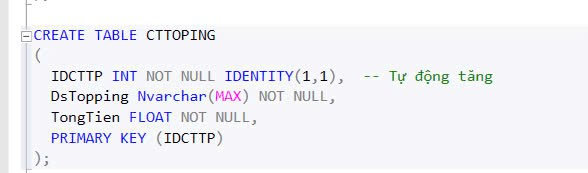 CREATE TABLE CTTOPING
(
IDCTTP INT NOT NULL IDENTITY(1,1), -- Tự động tăng
DsTopping Nvarchar(MAX) NOT NULL,
TongTien FLOAT NOT NULL,
PRIMARY KEY (IDCTTP)
);